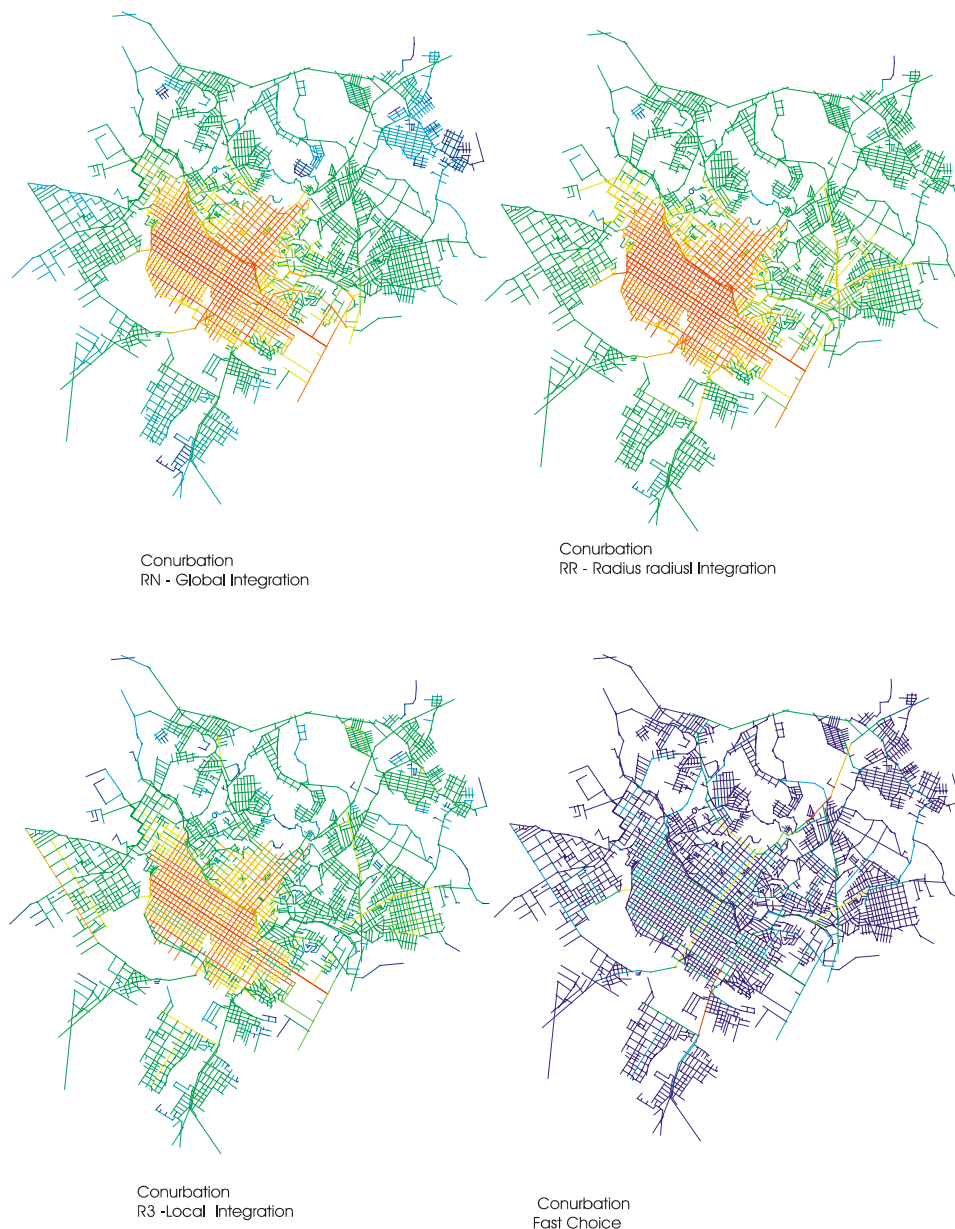 Conurbation
RN - Global Integration
Conurbation
RR - Radius radiusl Integration
Conurbation
R3 -Local Integration
Conurbation
Fast Choice